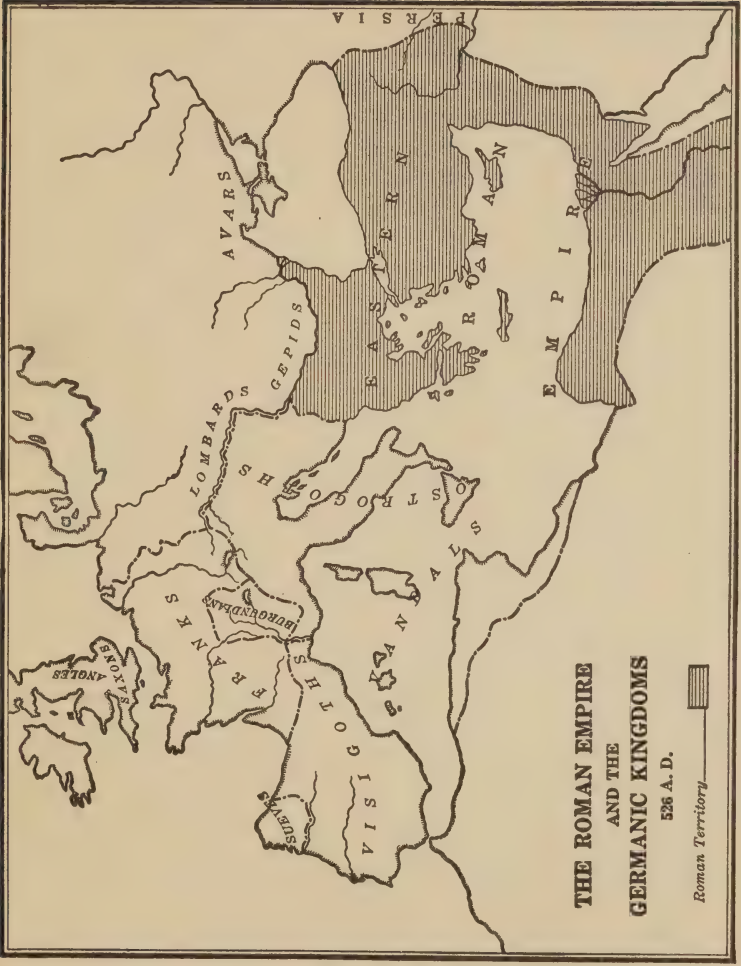 THE ROMAN EMPIRE
AND THE
GERMANIC KINGDOMS
526 A. D.
Roman Territory
ANGLES
SAXONS
FRANKS
BURGUNDIANS
SUEVES
VISIGOTHS
VANDALS
OSTROGOTHS
LOMBARDS
GEPIDS
AVARS
EASTERN
ROMAN
EMPIRE
PERSIA